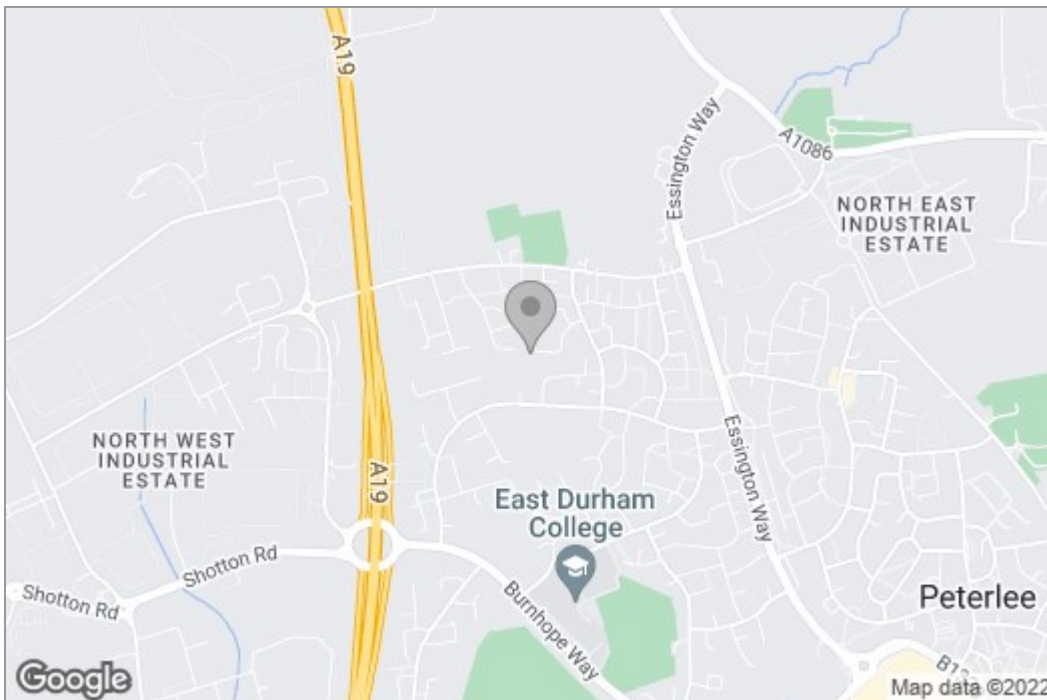 A19
Essington Way
A1086
NORTH EAST
INDUSTRIAL
ESTATE
NORTH WEST
INDUSTRIAL
ESTATE
A19
Essington Way
East Durham
College
Shotton Rd
Shotton Rd
Burnhope Way
Peterlee
Google
Map data ©2022